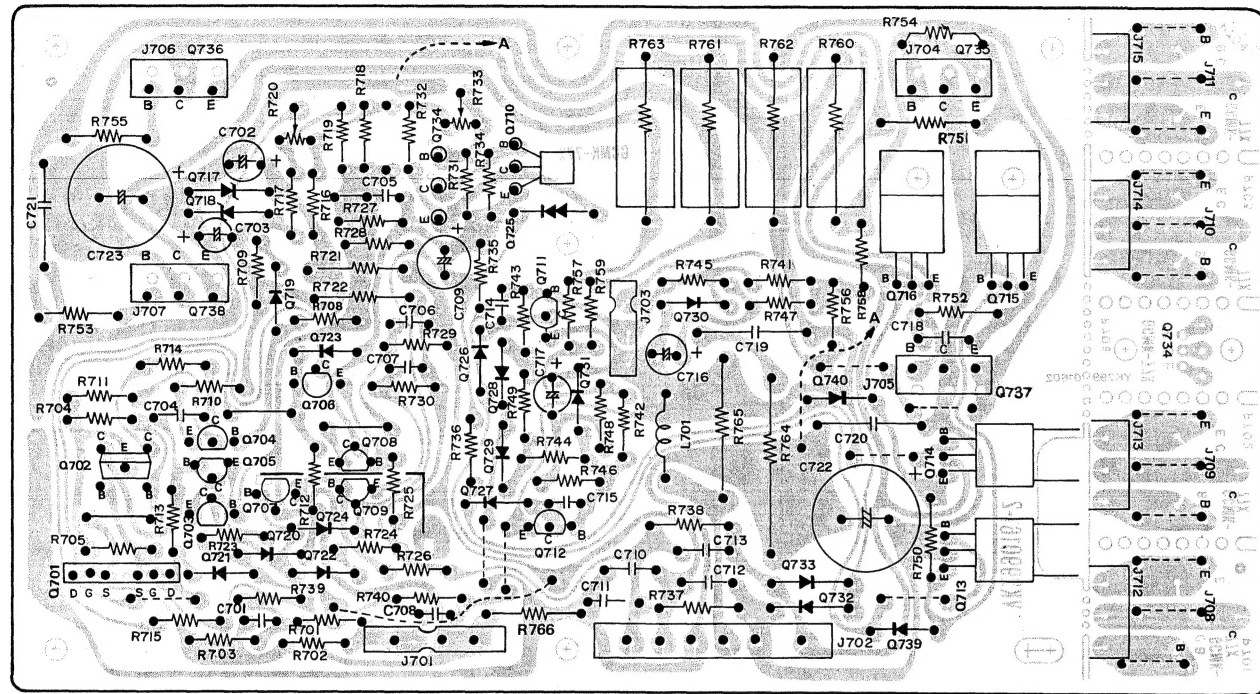 J706 Q736
B C E
R755
C721
C723
C702
+
Q717
Q718
+
C703
R709
B C E
J707 Q738
R753
R720
R719
R718
R732
A
R733
Q734
B
C
E
R731
R734
Q710
B
C
E
Q725
R717
R716
C705
R727
R728
R721
R722
R708
Q719
Q723
C706
R729
C707
R730
+
C709
R735
C714
R743
Q711
B
C
E
R757
R759
J703
Q726
Q728
R749
C717
+
Q731
R748
R742
R763
R761
R762
R760
R754
J704 Q735
B C E
R751
R745
Q730
R741
R747
C719
+
C716
L701
R765
R764
R756
R758
A
B E
Q716
B E
Q715
R752
C718
B C E
Q740
J705
Q737
C720
C722
+
Q714
B
C
E
R750
B
C
E
Q713
Q733
Q732
J702
Q739
R714
R711
R710
R704
C704
C C
E
Q702
B B
C
E B
Q704
B E
C
Q705
C
E B
Q703
C
B E
Q706
E C B
Q707
R712
C
E B
Q708
B E
C
Q709
R725
R713
R705
R723
Q720
Q724
R724
Q721
Q722
R726
Q701
D G S S G D
R739
R740
C701
C708
R715
R703
R701
R702
J701
R736
Q729
Q727
R744
R746
C715
E C B
Q712
R766
R738
C713
C710
C712
C711
R737
J715
B
E
J711
C
J714
E
B
J710
C
Q734
J713
E
B
J709
C
J712
E
B
J708
C